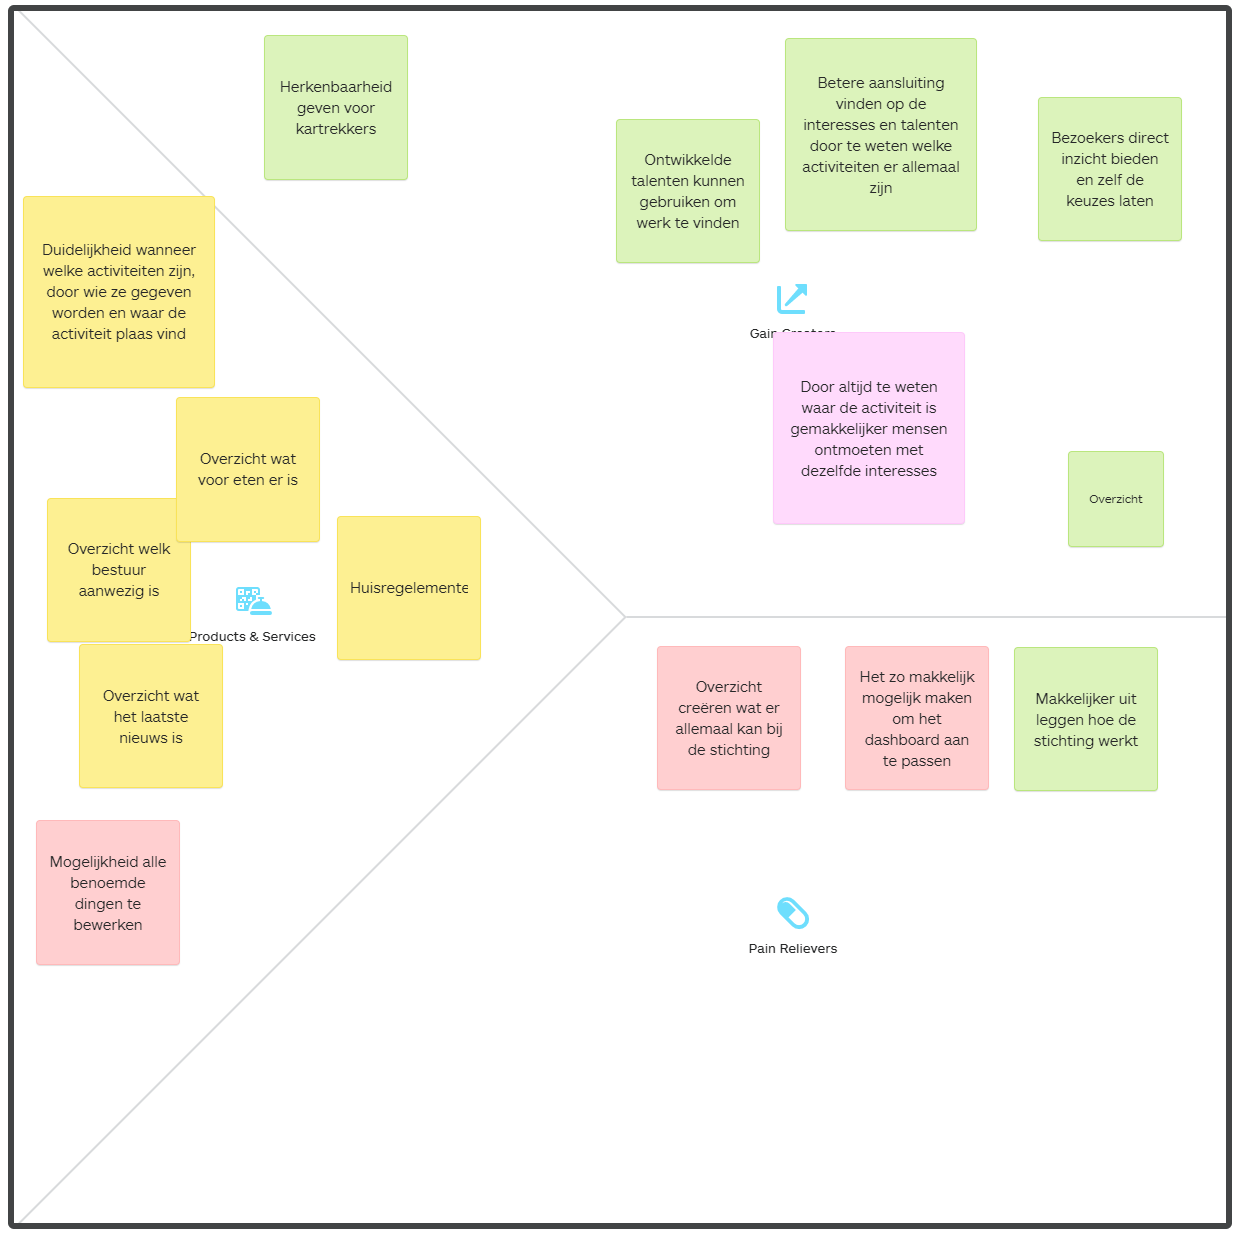 Herkenbaarheid
geven voor
kartrekkers
Ontwikkelde
talenten kunnen
gebruiken om
werk te vinden
Betere aansluiting
vinden op de
interesses en talenten
door te weten welke
activiteiten er allemaal
zijn
Bezoekers direct
inzicht bieden
en zelf de
keuzes laten
Gain Creators
Door altijd te weten
waar de activiteit is
gemakkelijker mensen
ontmoeten met
dezelfde interesses
Overzicht
Duidelijkheid wanneer
welke activiteiten zijn,
door wie ze gegeven
worden en waar de
activiteit plaas vind
Overzicht wat
voor eten er is
Overzicht welk
bestuur
aanwezig is
Huisregelemente
Products & Services
Overzicht wat
het laatste
nieuws is
Mogelijkheid alle
benoemde
dingen te
bewerken
Overzicht
creëren wat er
allemaal kan bij
de stichting
Het zo makkelijk
mogelijk maken
om het
dashboard aan
te passen
Makkelijker uit
leggen hoe de
stichting werkt
Pain Relievers